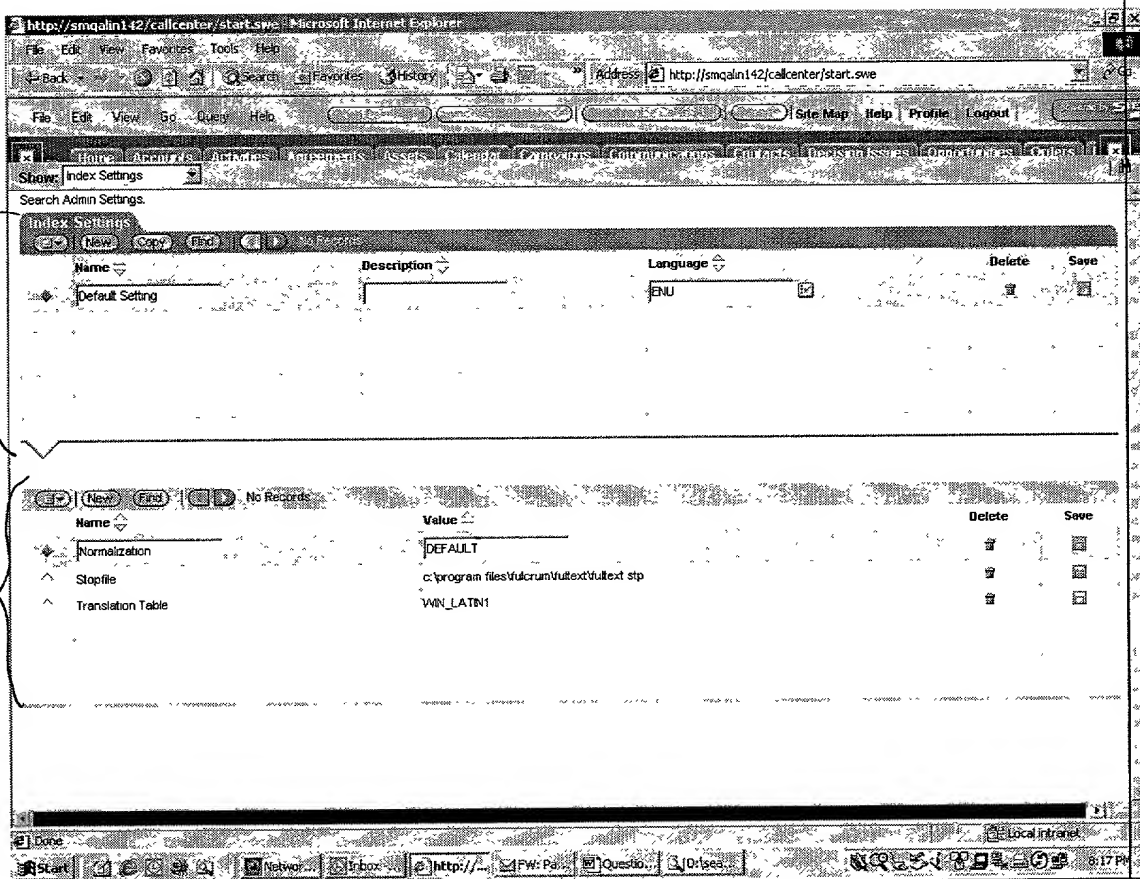 http://smqalin142/callcenter/start.swe - Microsoft Internet Explorer
File Edit View Favorites Tools Help
Back Search Favorites History Address http://smqalin142/callcenter/start.swe Go
File Edit View Go Query Help Site Map Help Profile Logout
Home Accounts Activities Agreements Assets Calendar Campaigns Communications Contacts Decision Issues Opportunities Orders
Show: Index Settings
Search Admin Settings.
Index Settings
New Copy Find No Records
Name Description Language Delete Save
Default Setting ENU
New Find No Records
Name Value Delete Save
Normalization DEFAULT
Stopfile c:\program files\fulcrum\fultext\fultext stp
Translation Table WIN_LATIN1
Done Local intranet
Start Networ... Inbox ... http://... FW: Pa... Questio... D:\sea... 8:17 PM